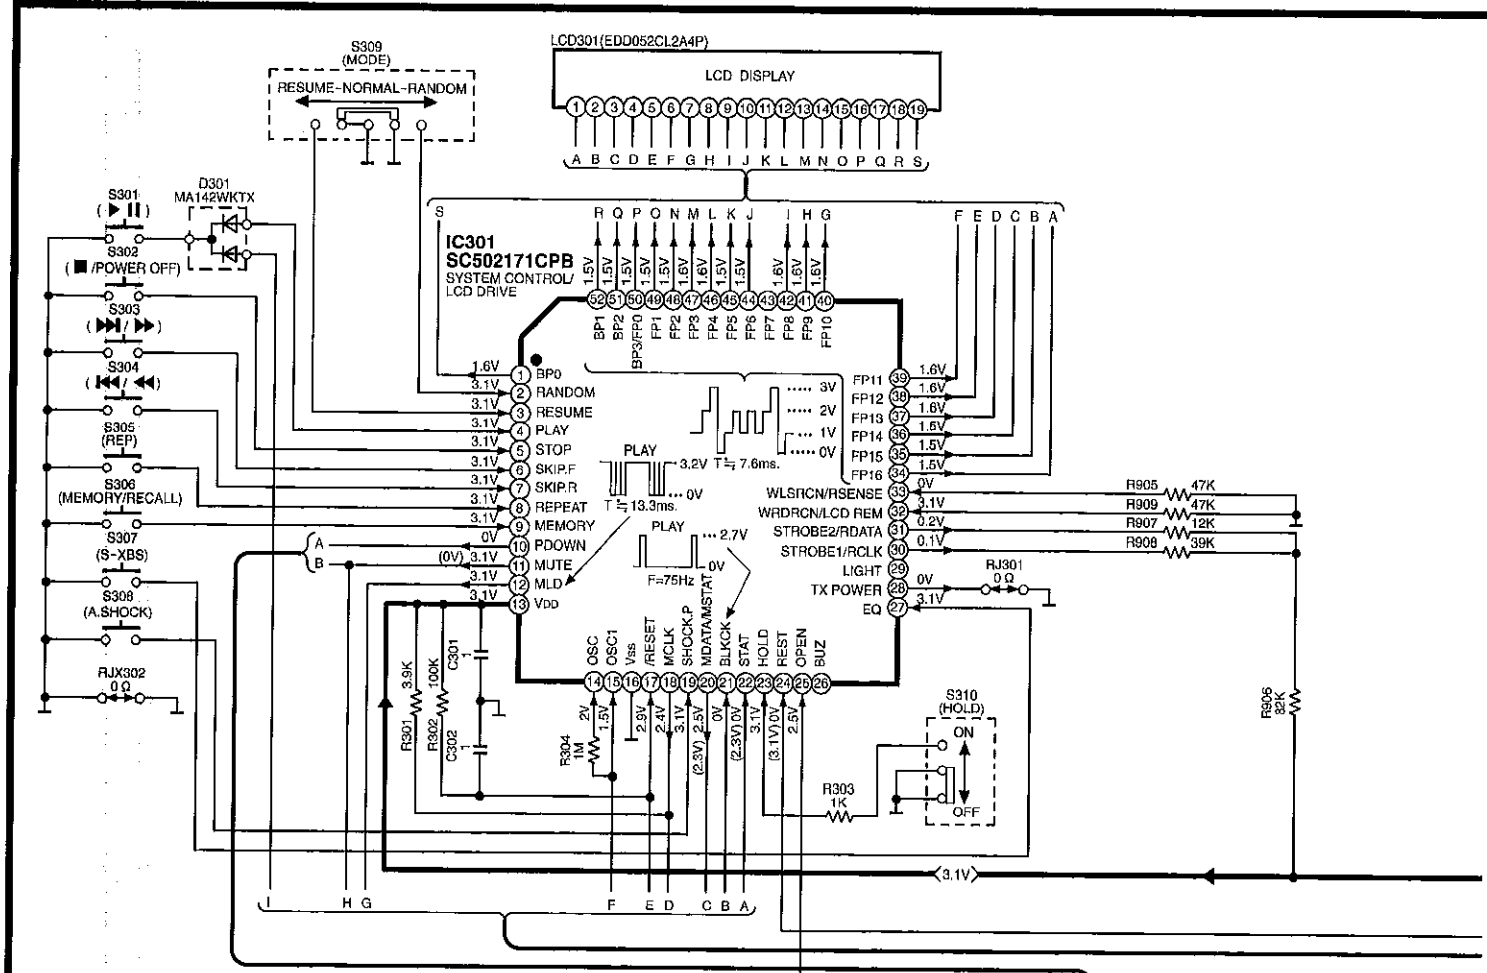 LCD301(EDD052CL2A4P)
LCD DISPLAY
1 2 3 4 5 6 7 8 9 10 11 12 13 14 15 16 17 18 19
A B C D E F G H I J K L M N O P Q R S
S309
(MODE)
RESUME-NORMAL-RANDOM
S301
D301
MA142WKTX
S302
(■/POWER OFF)
S303
S304
S305
(REP)
S306
(MEMORY/RECALL)
S307
(S-XBS)
S308
(A.SHOCK)
RJX302
0Ω
S
R Q P O N M L K J I H G
F E D C B A
IC301
SC502171CPB
SYSTEM CONTROL/
LCD DRIVE
1.5V 1.5V 1.5V 1.5V 1.6V 1.6V 1.6V 1.5V 1.5V 1.6V 1.6V 1.6V
52 51 50 49 48 47 46 45 44 43 42 41 40
BP1 BP2 BP3/FP0 FP1 FP2 FP3 FP4 FP5 FP6 FP7 FP8 FP9 FP10
1.6V 1 BP0
3.1V 2 RANDOM
3.1V 3 RESUME
3.1V 4 PLAY
3.1V 5 STOP
3.1V 6 SKIP.F
3.1V 7 SKIP.R
3.1V 8 REPEAT
3.1V 9 MEMORY
A 0V 10 PDOWN
B (0V) 3.1V 11 MUTE
3.1V 12 MLD
3.1V 13 VDD
3V
2V
1V
0V
T≒7.6ms.
PLAY
3.2V
0V
T≒13.3ms.
PLAY
2.7V
0V
F=75Hz
FP11 39 1.6V
FP12 38 1.6V
FP13 37 1.6V
FP14 36 1.5V
FP15 35 1.5V
FP16 34 1.5V
WLSRCN/RSENSE 33 0V
WRDRCN/LCD REM 32 3.1V
STROBE2/RDATA 31 0.2V
STROBE1/RCLK 30 0.1V
LIGHT 29
TX POWER 28 0V
EQ 27 3.1V
R905 47K
R909 47K
R907 12K
R908 39K
RJ301
0Ω
OSC OSC1 Vss /RESET MCLK SHOCK.P MDATA/MSTAT BLKCK STAT HOLD REST OPEN BUZ
14 15 16 17 18 19 20 21 22 23 24 25 26
2V 1.5V 2.9V 2.4V 3.1V (2.3V) 2.5V 0V (2.3V) 0V 3.1V (3.1V) 0V 2.5V
R301 3.9K
R302 100K
C301 1
C302 1
R304 1M
R303
1K
S310
(HOLD)
ON
OFF
R906
82K
3.1V
I H G F E D C B A